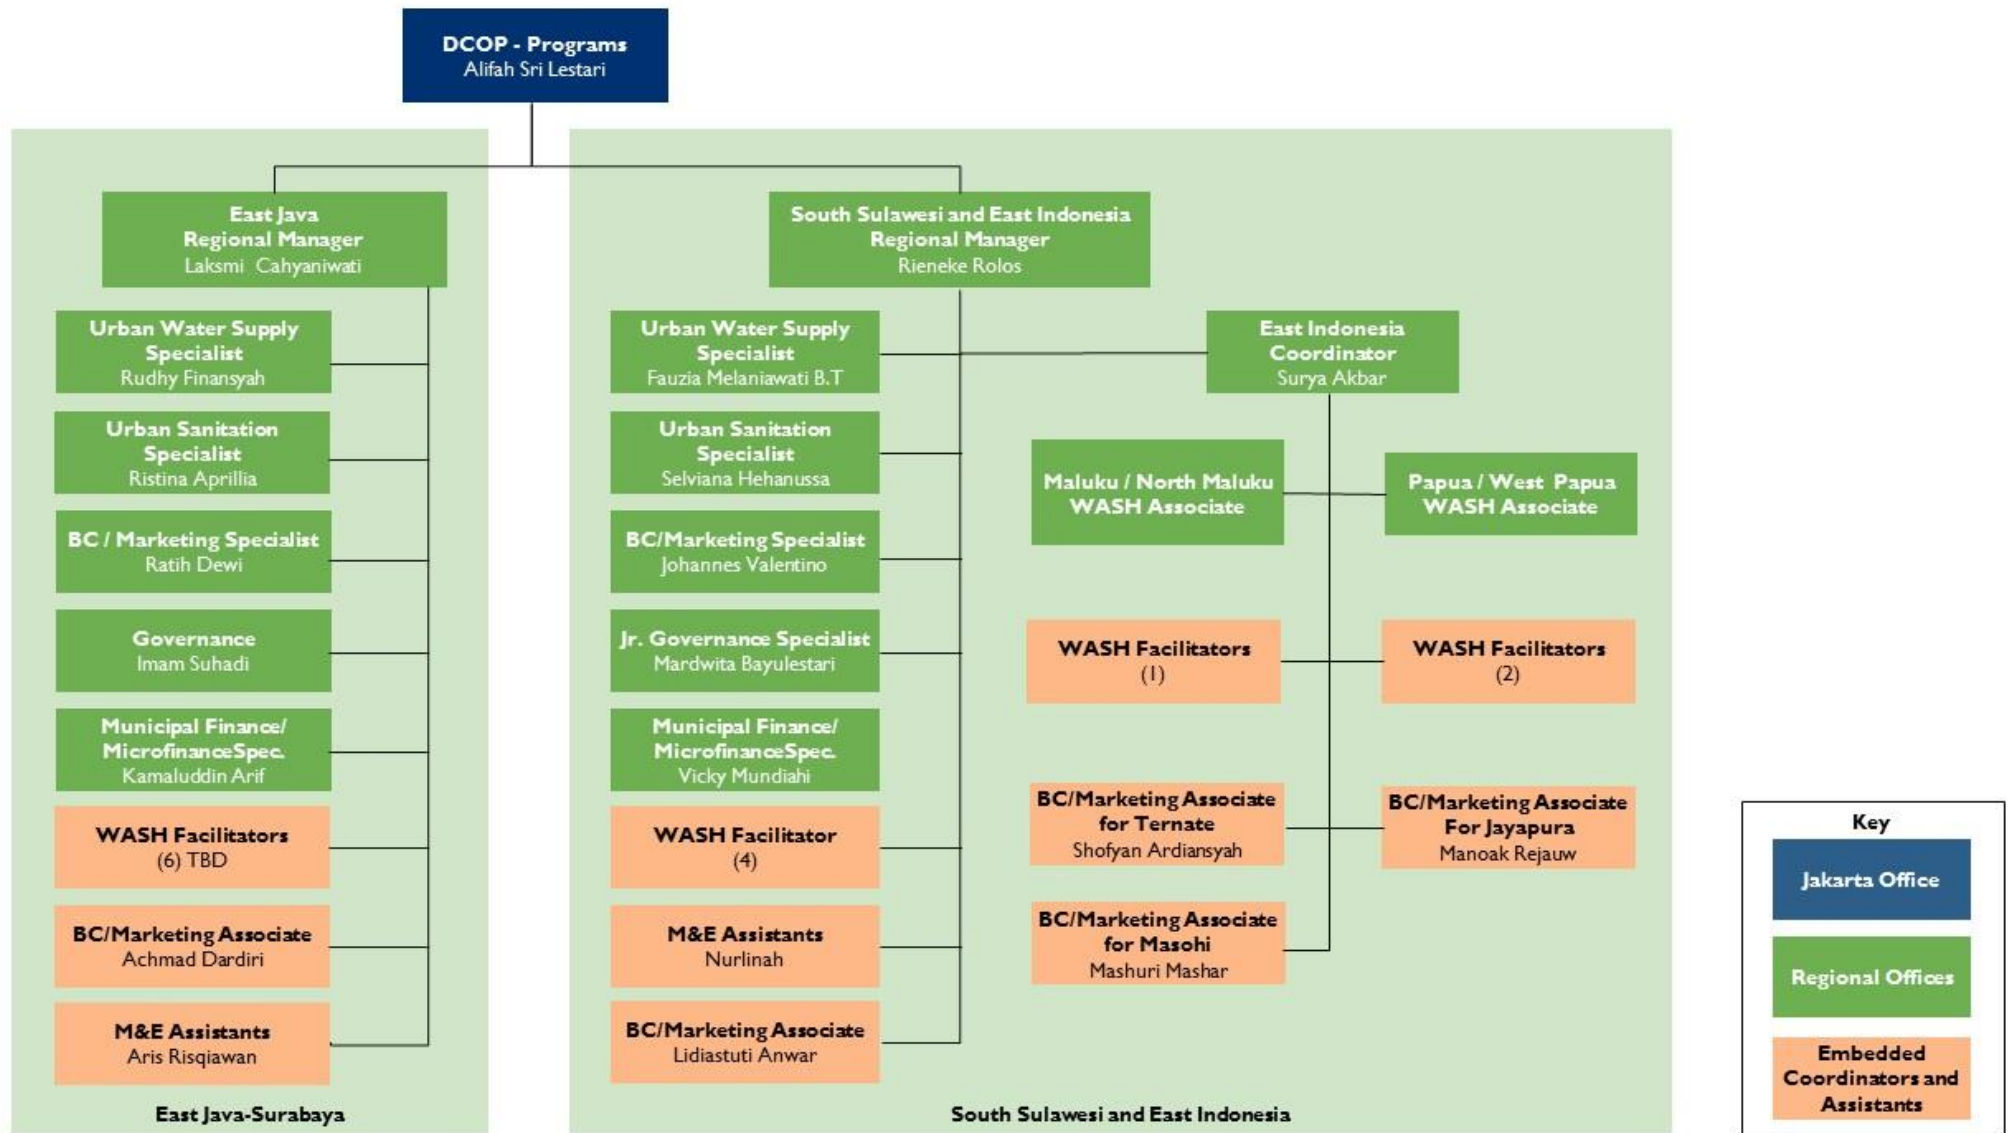 DCOP - Programs
Alifah Sri Lestari
East Java
Regional Manager
Laksmi Cahyaniwati
Urban Water Supply
Specialist
Rudhy Finansyah
Urban Sanitation
Specialist
Ristina Aprillia
BC / Marketing Specialist
Ratih Dewi
Governance
Imam Suhadi
Municipal Finance/
MicrofinanceSpec.
Kamaluddin Arif
WASH Facilitators
(6) TBD
BC/Marketing Associate
Achmad Dardiri
M&E Assistants
Aris Risqiawan
East Java-Surabaya
South Sulawesi and East Indonesia
Regional Manager
Rieneke Rolos
Urban Water Supply
Specialist
Fauzia Melaniawati B.T
Urban Sanitation
Specialist
Selviana Hehanussa
BC/Marketing Specialist
Johannes Valentino
Jr. Governance Specialist
Mardwita Bayulestari
Municipal Finance/
MicrofinanceSpec.
Vicky Mundiahi
WASH Facilitator
(4)
M&E Assistants
Nurlinah
BC/Marketing Associate
Lidiastuti Anwar
East Indonesia
Coordinator
Surya Akbar
Maluku / North Maluku
WASH Associate
Papua / West Papua
WASH Associate
WASH Facilitators
(1)
WASH Facilitators
(2)
BC/Marketing Associate
for Ternate
Shofyan Ardiansyah
BC/Marketing Associate
For Jayapura
Manoak Rejauw
BC/Marketing Associate
for Masohi
Mashuri Mashar
South Sulawesi and East Indonesia
Key
Jakarta Office
Regional Offices
Embedded
Coordinators and
Assistants